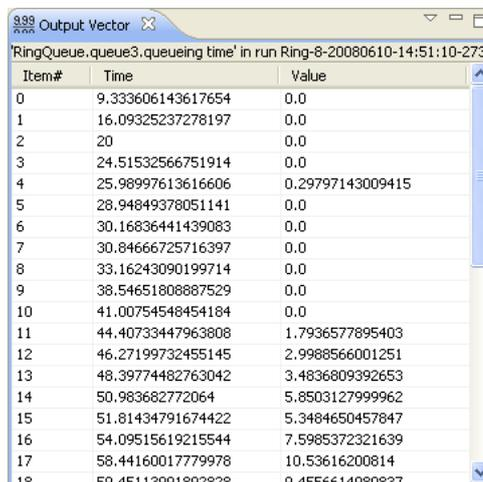 9.99 Output Vector
'RingQueue.queue3.queueing time' in run Ring-8-20080610-14:51:10-273
Item# Time Value
0 9.333606143617654 0.0
1 16.09325237278197 0.0
2 20 0.0
3 24.51532566751914 0.0
4 25.98997613616606 0.29797143009415
5 28.94849378051141 0.0
6 30.16836441439083 0.0
7 30.84666725716397 0.0
8 33.16243090199714 0.0
9 38.54651808887529 0.0
10 41.00754548454184 0.0
11 44.40733447963808 1.7936577895403
12 46.27199732455145 2.9988566001251
13 48.39774482763042 3.4836809392653
14 50.983682772064 5.8503127999962
15 51.81434791674422 5.3484650457847
16 54.09515619215544 7.5985372321639
17 58.44160017779978 10.53616200814